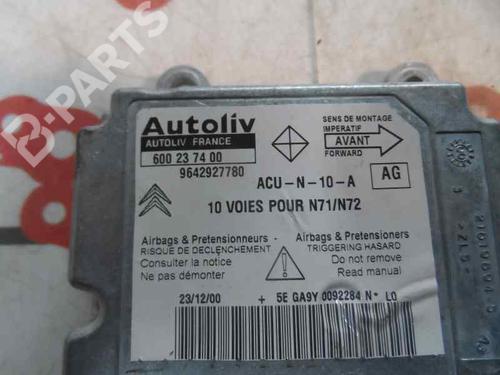 B-PARTS
Autoliv
AUTOLIV FRANCE
600 23 74 00
9642927780
SENS DE MONTAGE
IMPERATIF
AVANT
FORWARD
ACU-N-10-A
AG
10 VOIES POUR N71/N72
Airbags & Pretensionneurs -
RISQUE DE DECLENCHEMENT
Consulter la notice
Ne pas démonter
Airbags & Pretensioners
TRIGGERING HASARD
Do not remove
Read manual
23/12/00 + 5E GA9Y 0092284 N* L0